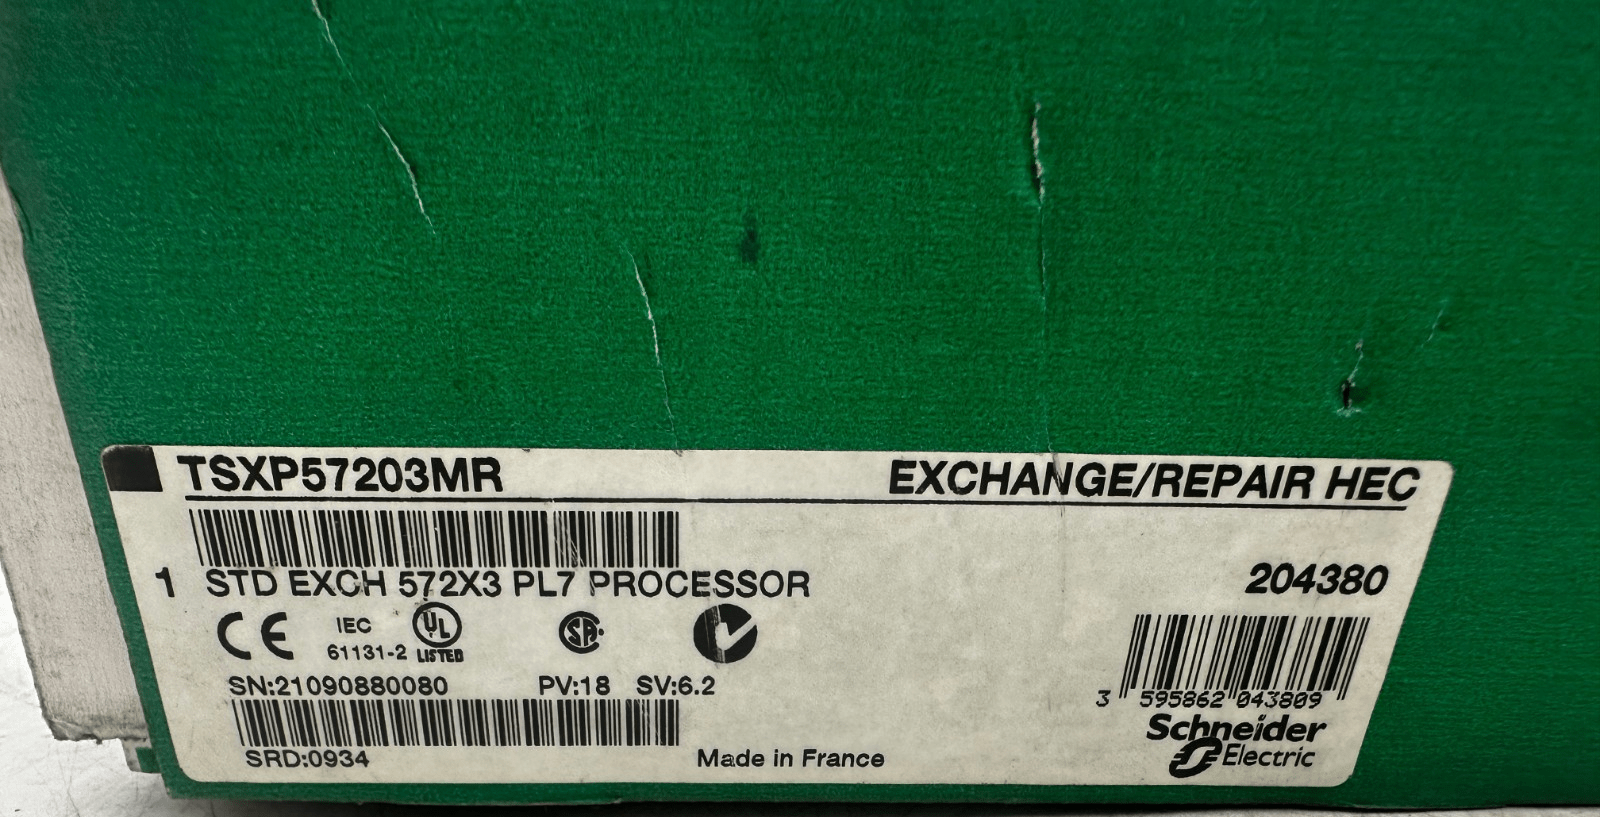 TSXP57203MR EXCHANGE/REPAIR HEC
1 STD EXCH 572X3 PL7 PROCESSOR 204380
CE IEC 61131-2 UL LISTED SA
SN:21090880080 PV:18 SV:6.2
3 595862 043809
SRD:0934 Made in France
Schneider Electric